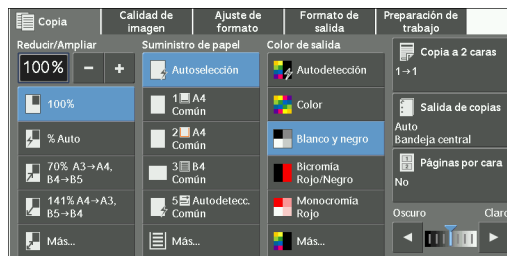 Copia
Calidad de
imagen
Ajuste de
formato
Formato de
salida
Preparación de
trabajo
Reducir/Ampliar
100%
−
+
100%
% Auto
70% A3→A4,
B4→B5
141% A4→A3,
B5→B4
Más...
Suministro de papel
Autoselección
1 A4
Común
2 A4
Común
3 B4
Común
5 Autodetecc.
Común
Más...
Color de salida
Autodetección
Color
Blanco y negro
Bicromía
Rojo/Negro
Monocromía
Rojo
Más...
Copia a 2 caras
1→1
Salida de copias
Auto
Bandeja central
Páginas por cara
No
Oscuro
Claro